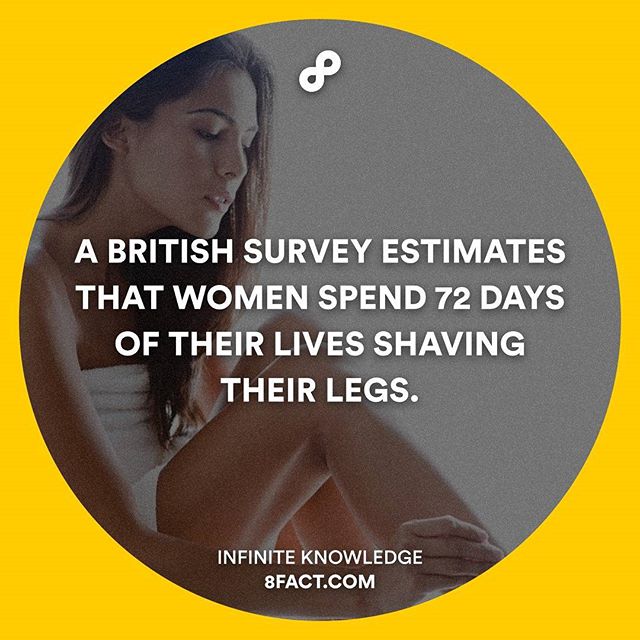 A BRITISH SURVEY ESTIMATES
THAT WOMEN SPEND 72 DAYS
OF THEIR LIVES SHAVING
THEIR LEGS.
INFINITE KNOWLEDGE
8FACT.COM